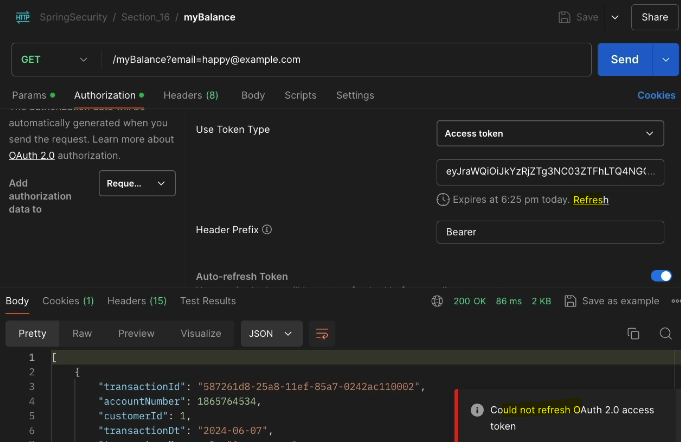 HTTP SpringSecurity / Section_16 / myBalance Save Share
GET /myBalance?email=happy@example.com Send
Params Authorization Headers (8) Body Scripts Settings Cookies
automatically generated when you
send the request. Learn more about
OAuth 2.0 authorization.
Add
authorization
data to
Reque...
Use Token Type Access token
Expires at 6:25 pm today. Refresh
Header Prefix Bearer
Auto-refresh Token
Body Cookies (1) Headers (15) Test Results 200 OK 86 ms 2 KB Save as example
Pretty Raw Preview Visualize JSON
1 [
2 {
3 "transactionId": "587261d8-25a8-11ef-85a7-0242ac110002",
4 "accountNumber": 1865764534,
5 "customerId": 1,
6 "transactionDt": "2024-06-07",
Could not refresh OAuth 2.0 access
token